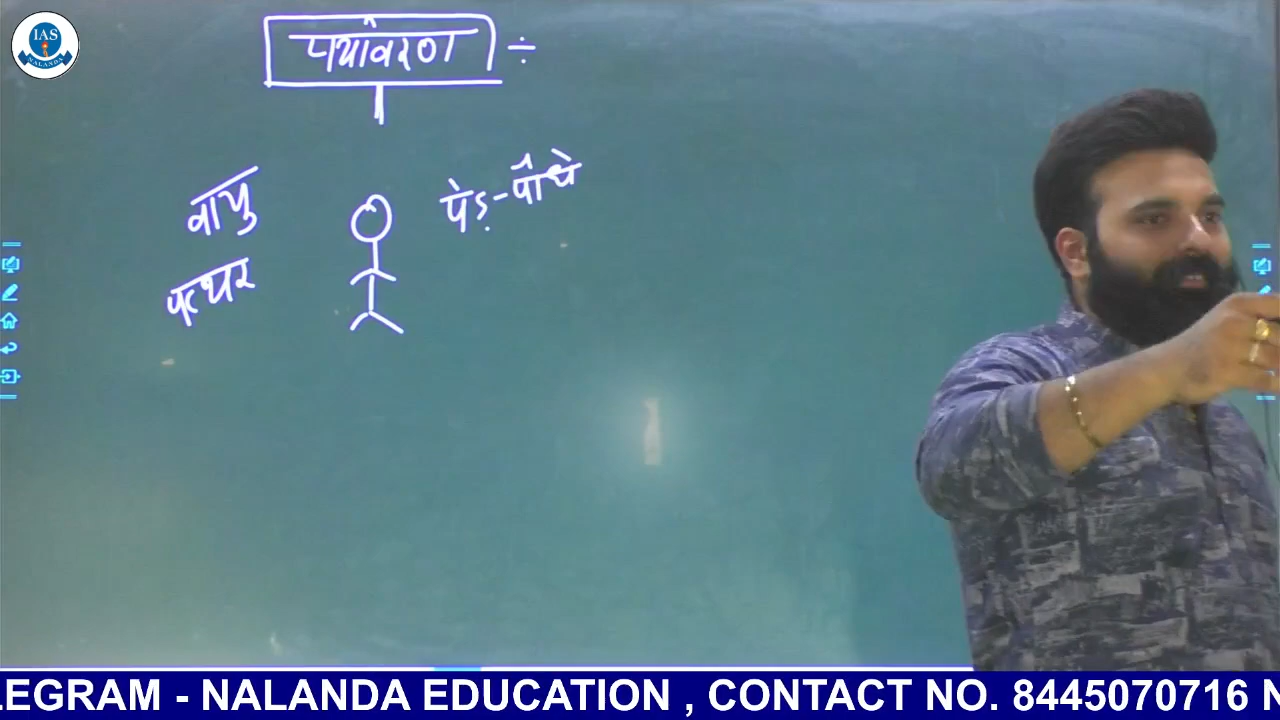 IAS
NALANDA
पर्यावरण ÷
वायु
पेड़-पौधे
पत्थर
LEGRAM - NALANDA EDUCATION , CONTACT NO. 8445070716 N